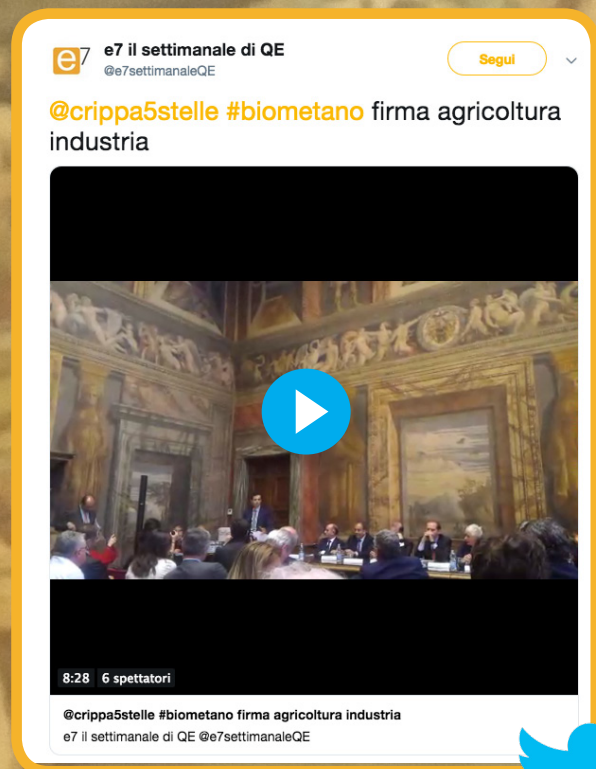 e7
e7 il settimanale di QE
@e7settimanaleQE
Segui
@crippa5stelle #biometano firma agricoltura
industria
8:28 6 spettatori
@crippa5stelle #biometano firma agricoltura industria
e7 il settimanale di QE @e7settimanaleQE